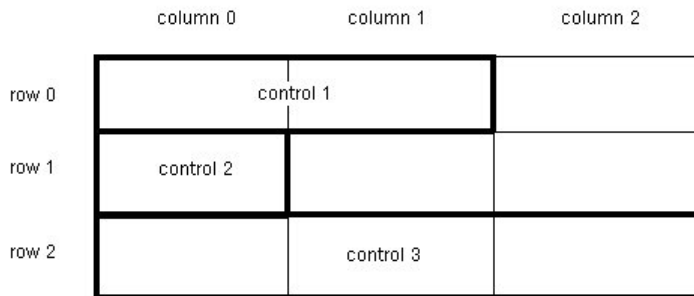 column 0 column 1 column 2
row 0 control 1
row 1 control 2
row 2 control 3